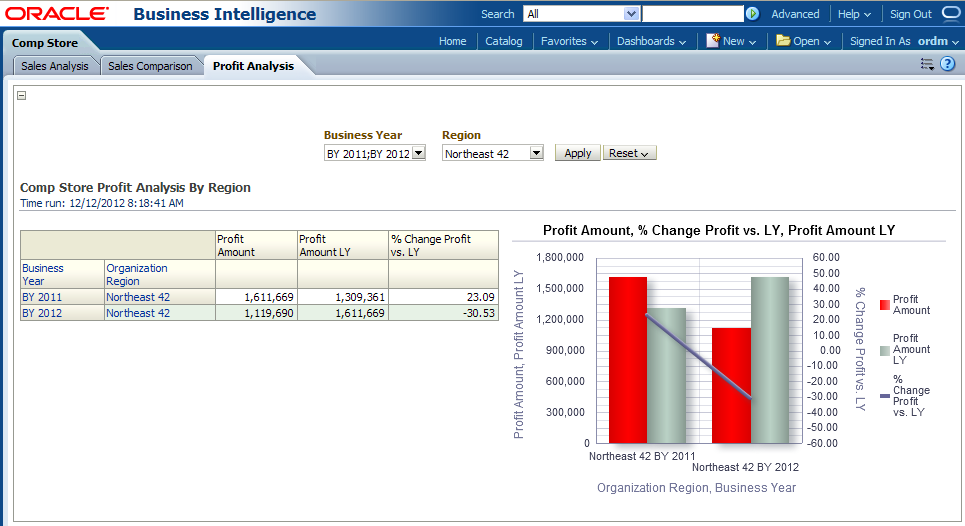 ORACLE Business Intelligence
Search All Advanced Help Sign Out
Comp Store
Home Catalog Favorites Dashboards New Open Signed In As ordm
Sales Analysis Sales Comparison Profit Analysis
Business Year Region
BY 2011;BY 2012 Northeast 42 Apply Reset
Comp Store Profit Analysis By Region
Time run: 12/12/2012 8:18:41 AM
Profit Amount Profit Amount LY % Change Profit vs. LY
Business Year Organization Region
BY 2011 Northeast 42 1,611,669 1,309,361 23.09
BY 2012 Northeast 42 1,119,690 1,611,669 -30.53
Profit Amount, % Change Profit vs. LY, Profit Amount LY
Profit Amount, Profit Amount LY
1,800,000
1,500,000
1,200,000
900,000
600,000
300,000
0
60.00
50.00
40.00
30.00
20.00
10.00
0.00
-10.00
-20.00
-30.00
-40.00
-50.00
-60.00
% Change Profit vs. LY
Profit
Amount
Profit
Amount
LY
%
Change
Profit
vs. LY
Northeast 42 BY 2011
Northeast 42 BY 2012
Organization Region, Business Year